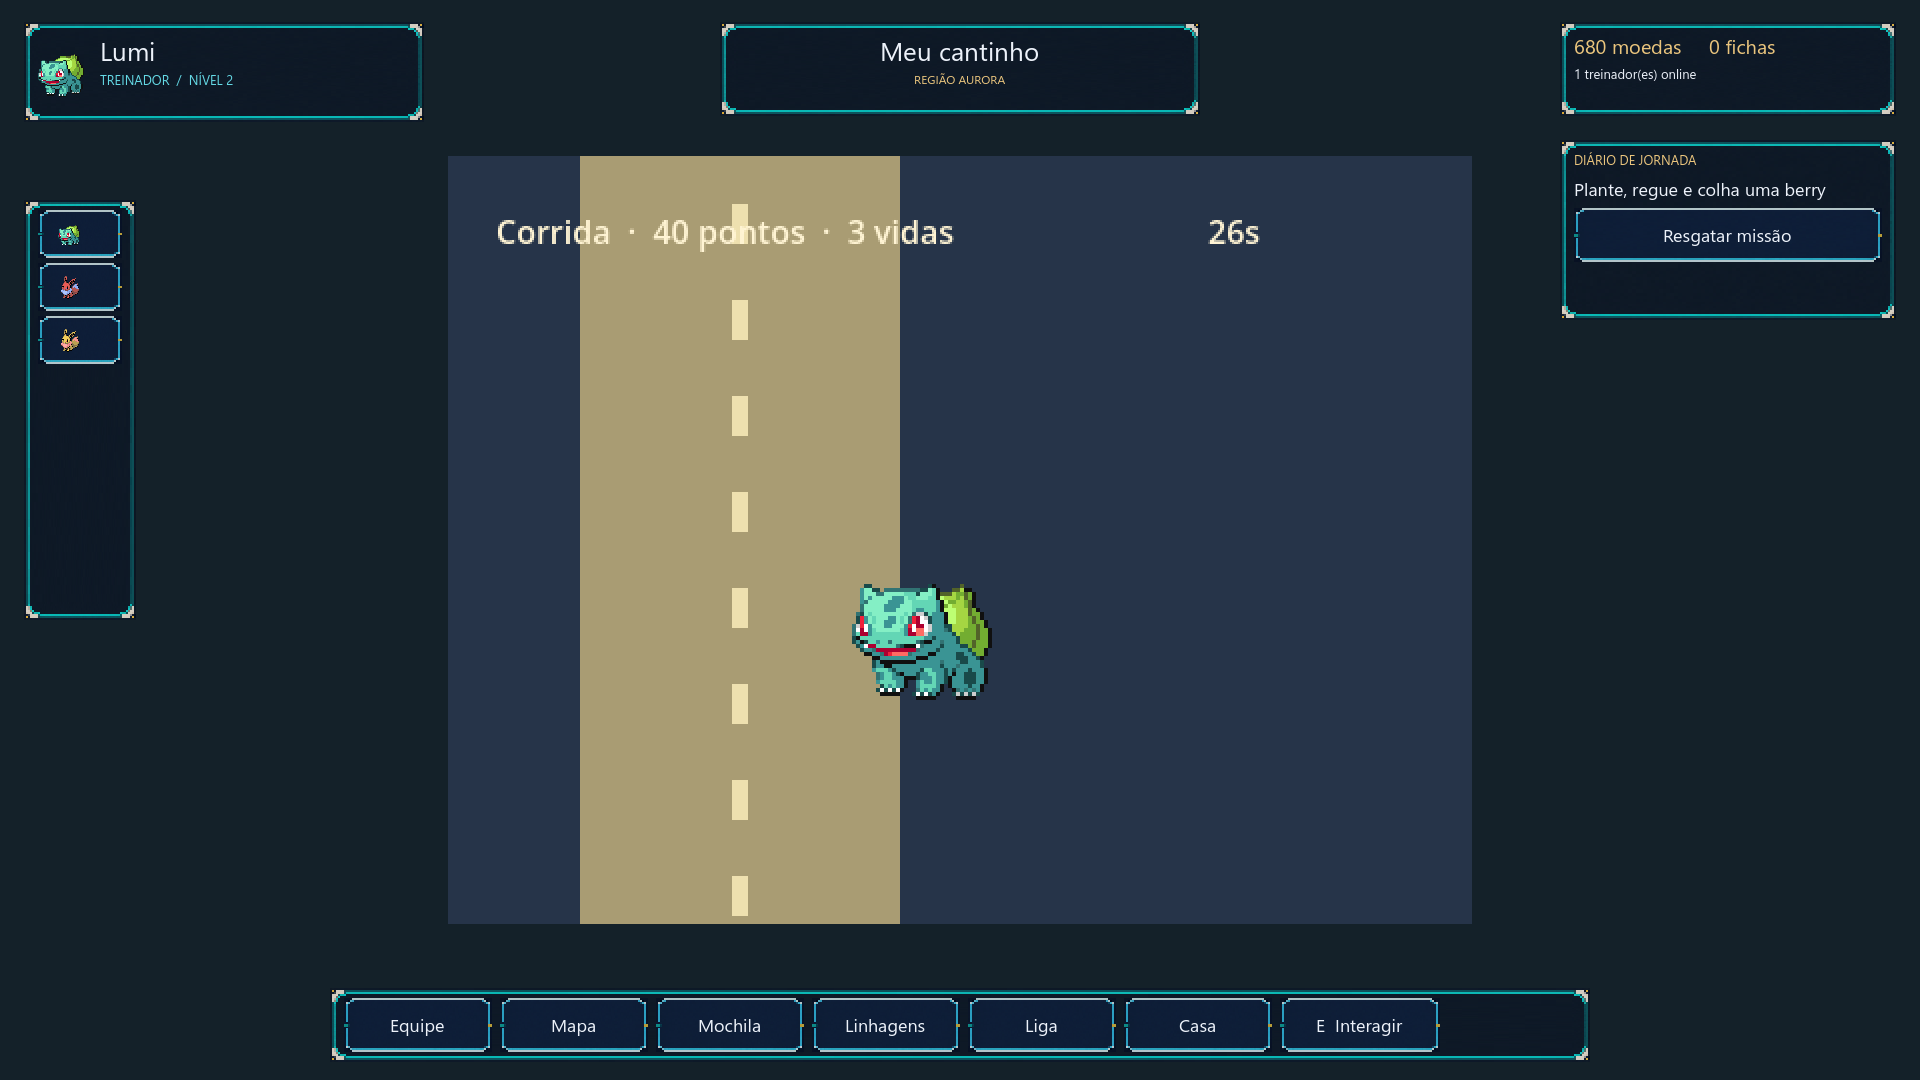 Lumi
TREINADOR / NÍVEL 2
Meu cantinho
REGIÃO AURORA
680 moedas 0 fichas
1 treinador(es) online
DIÁRIO DE JORNADA
Plante, regue e colha uma berry
Resgatar missão
Corrida · 40 pontos · 3 vidas 26s
Equipe Mapa Mochila Linhagens Liga Casa E Interagir